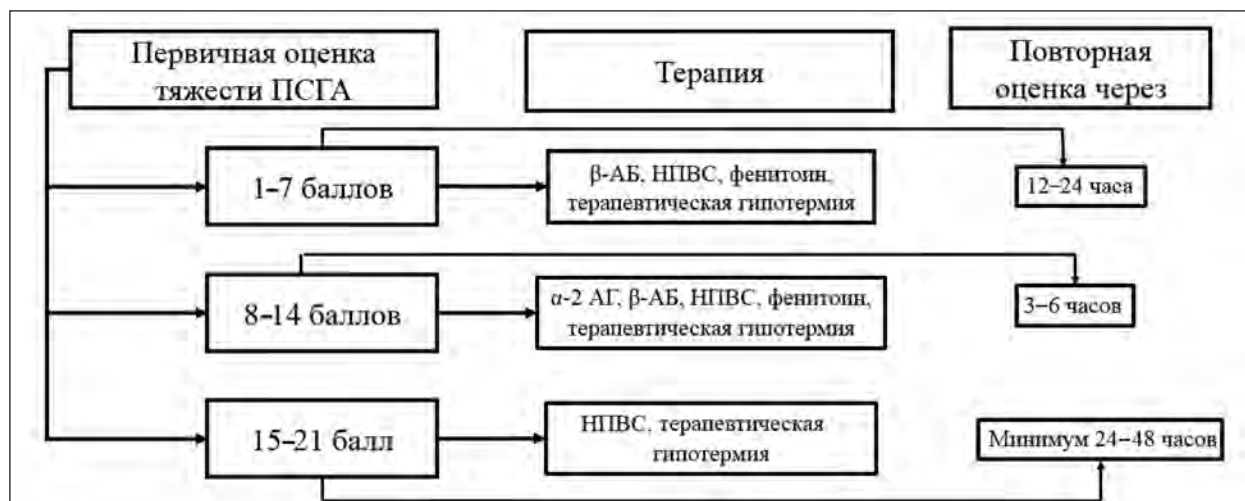 Первичная оценка
тяжести ПСГА
Терапия
Повторная
оценка через
1–7 баллов
β-АБ, НПВС, фенитоин,
терапевтическая гипотермия
12–24 часа
8–14 баллов
α-2 АГ, β-АБ, НПВС, фенитоин,
терапевтическая гипотермия
3–6 часов
15–21 балл
НПВС, терапевтическая
гипотермия
Минимум 24–48 часов